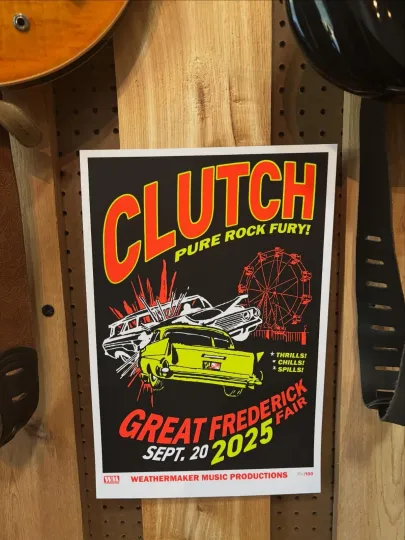 CLUTCH
PURE ROCK FURY!
* THRILLS!
* CHILLS!
* SPILLS!
GREAT FREDERICK
FAIR
SEPT. 20 2025
WEATHERMAKER MUSIC PRODUCTIONS